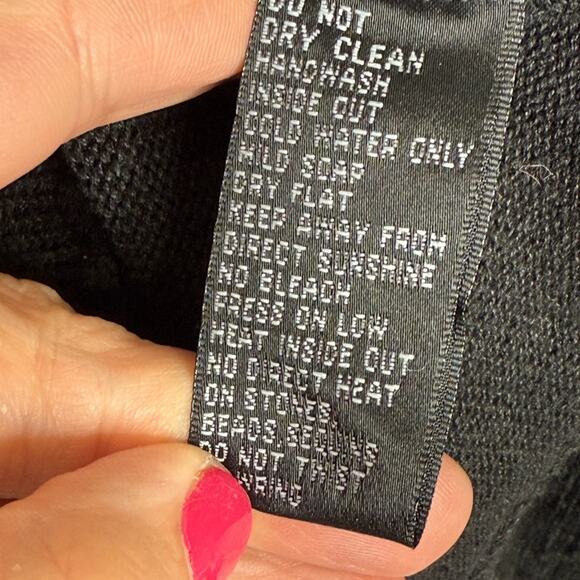 DO NOT
DRY CLEAN
HANDWASH
INSIDE OUT
COLD WATER ONLY
MILD SOAP
DRY FLAT
KEEP AWAY FROM
DIRECT SUNSHINE
NO BLEACH
PRESS ON LOW
HEAT INSIDE OUT
NO DIRECT HEAT
ON STONES
BEADS SEQUINS
DO NOT TWIST